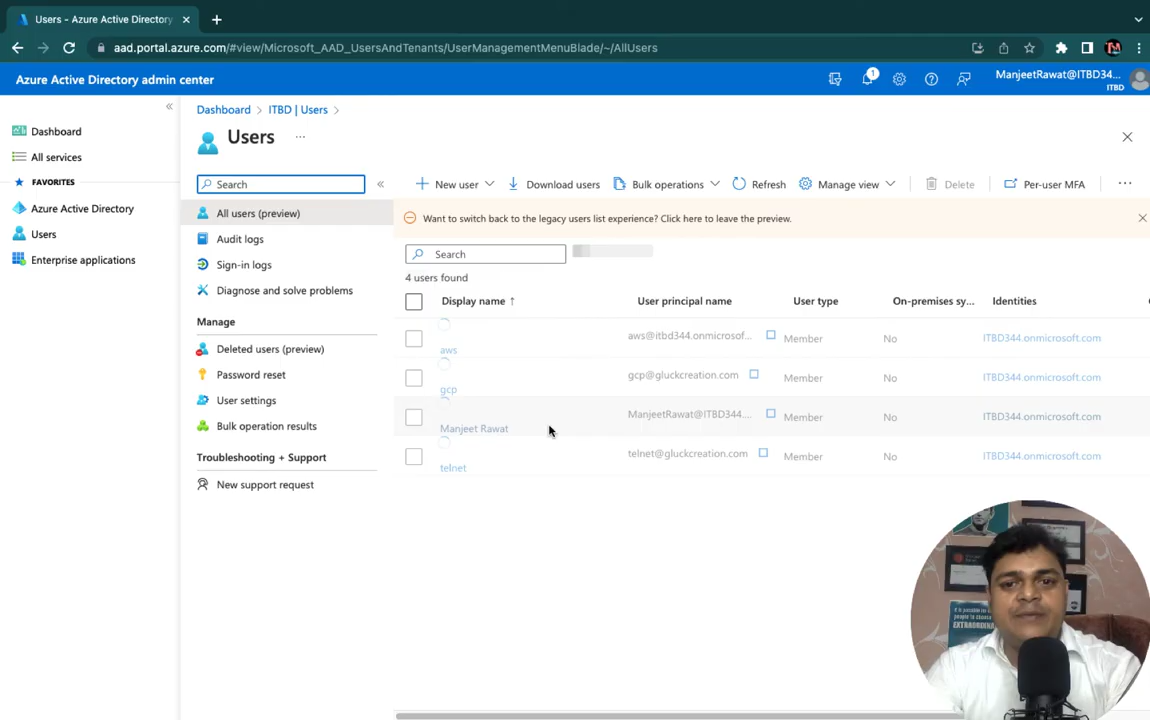 Users - Azure Active Directory
aad.portal.azure.com/#view/Microsoft_AAD_UsersAndTenants/UserManagementMenuBlade/~/AllUsers
Azure Active Directory admin center
1
ManjeetRawat@ITBD34...
ITBD
Dashboard > ITBD | Users >
Users
Dashboard
All services
FAVORITES
Azure Active Directory
Users
Enterprise applications
Search
All users (preview)
Audit logs
Sign-in logs
Diagnose and solve problems
Manage
Deleted users (preview)
Password reset
User settings
Bulk operation results
Troubleshooting + Support
New support request
New user
Download users
Bulk operations
Refresh
Manage view
Delete
Per-user MFA
Want to switch back to the legacy users list experience? Click here to leave the preview.
Search
4 users found
Display name ↑ User principal name User type On-premises sy... Identities
aws aws@itbd344.onmicrosof... Member No ITBD344.onmicrosoft.com
gcp gcp@gluckcreation.com Member No ITBD344.onmicrosoft.com
Manjeet Rawat ManjeetRawat@ITBD344.... Member No ITBD344.onmicrosoft.com
telnet telnet@gluckcreation.com Member No ITBD344.onmicrosoft.com
EXTRAORDINA